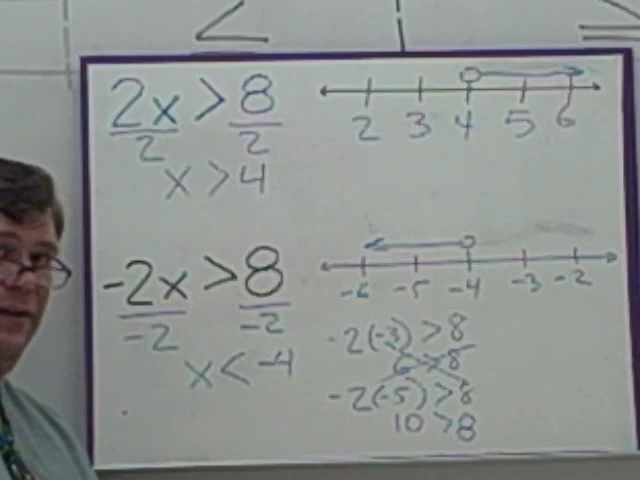 2x > 8
2 2
x > 4
2 3 4 5 6
-2x > 8
-2 -2
x < -4
-6 -5 -4 -3 -2
-2(-3) > 8
6 > 8
-2(-5) > 8
10 > 8